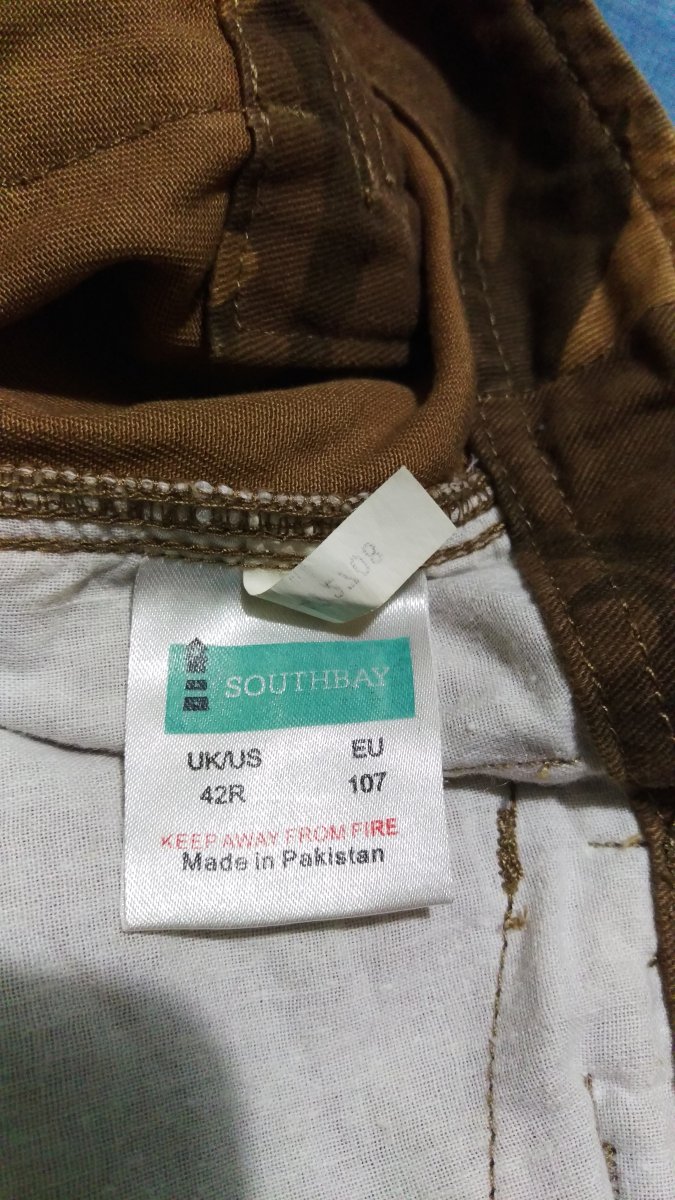 SOUTHBAY
UK/US EU
42R 107
KEEP AWAY FROM FIRE
Made in Pakistan